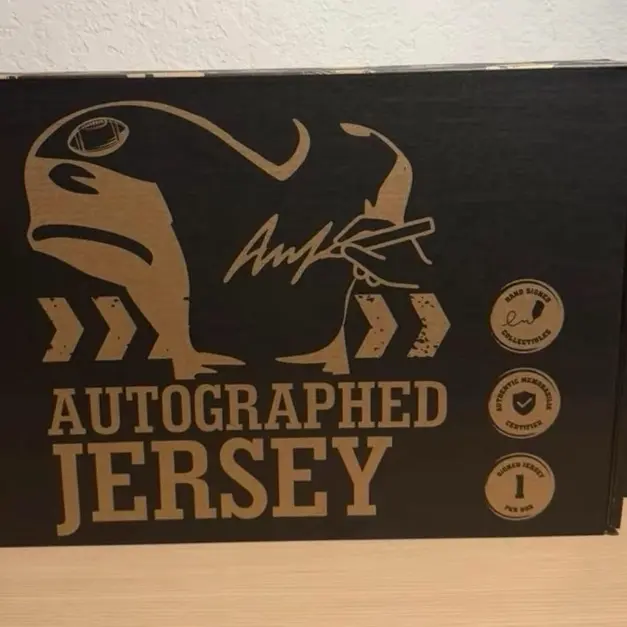 HAND SIGNED
COLLECTIBLES
AUTHENTIC MEMORABILIA
CERTIFIED
AUTOGRAPHED
JERSEY
SIGNED JERSEY
1
PER BOX